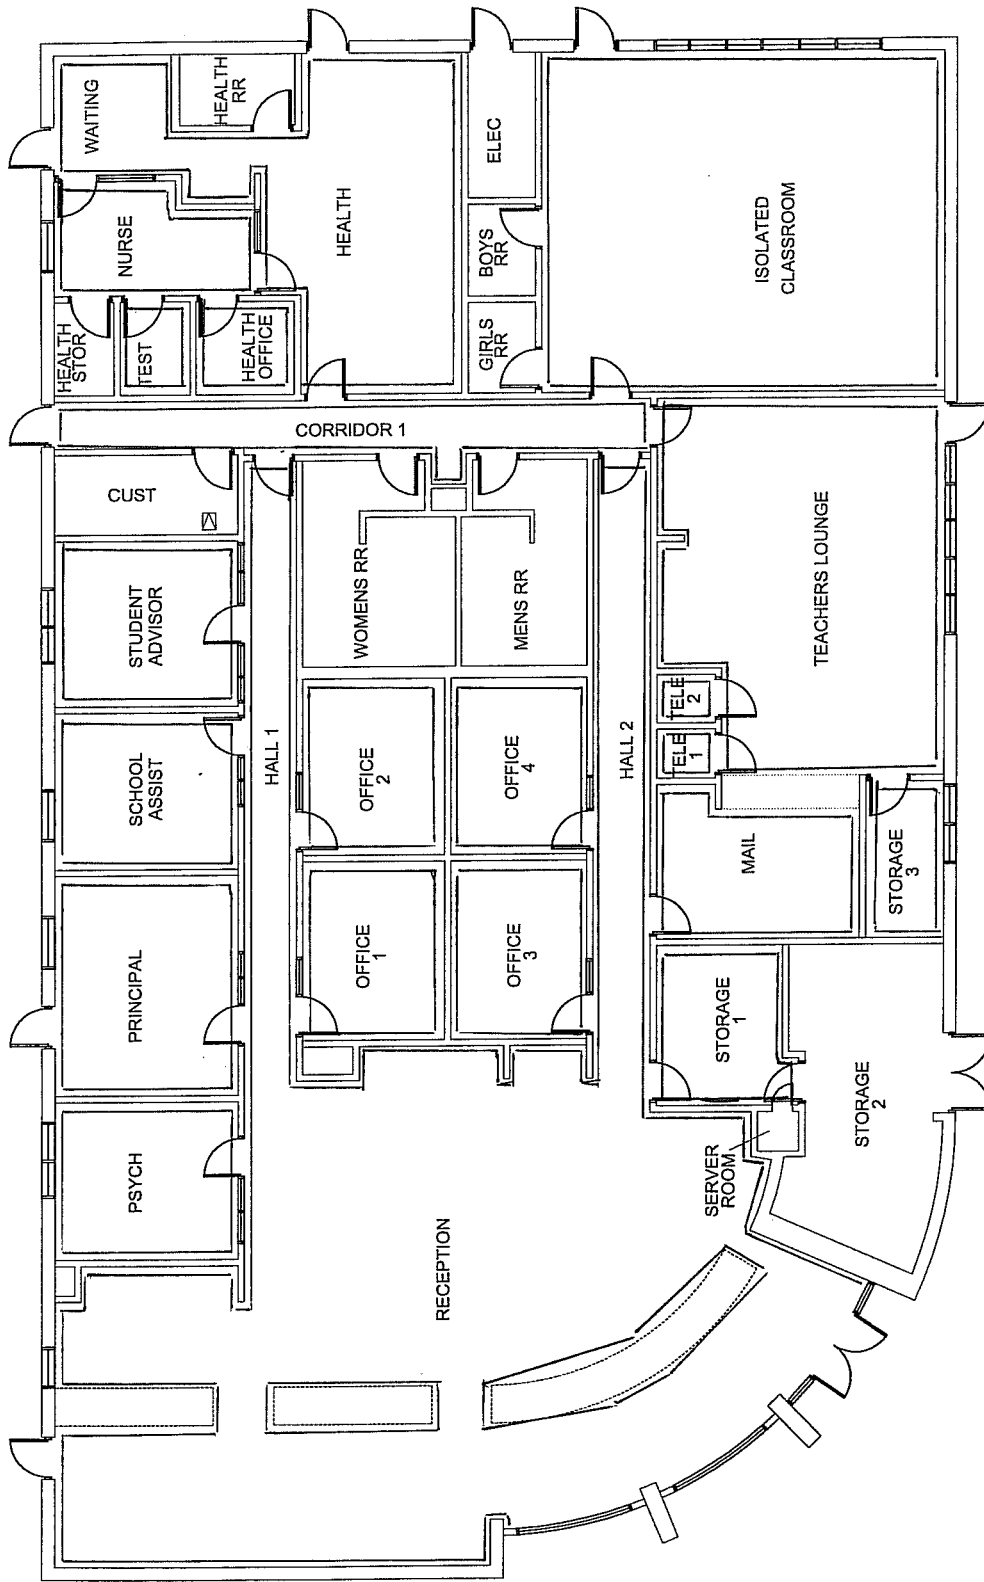 WAITING
HEALTH
RR
NURSE
HEALTH
STOR
TEST
HEALTH
OFFICE
HEALTH
ELEC
BOYS
RR
GIRLS
RR
ISOLATED
CLASSROOM
CORRIDOR 1
CUST
STUDENT
ADVISOR
SCHOOL
ASSIST
PRINCIPAL
PSYCH
HALL 1
WOMENS RR
MENS RR
OFFICE
2
OFFICE
4
OFFICE
1
OFFICE
3
HALL 2
TELE
2
TELE
1
TEACHERS LOUNGE
MAIL
STORAGE
3
STORAGE
1
STORAGE
2
SERVER
ROOM
RECEPTION